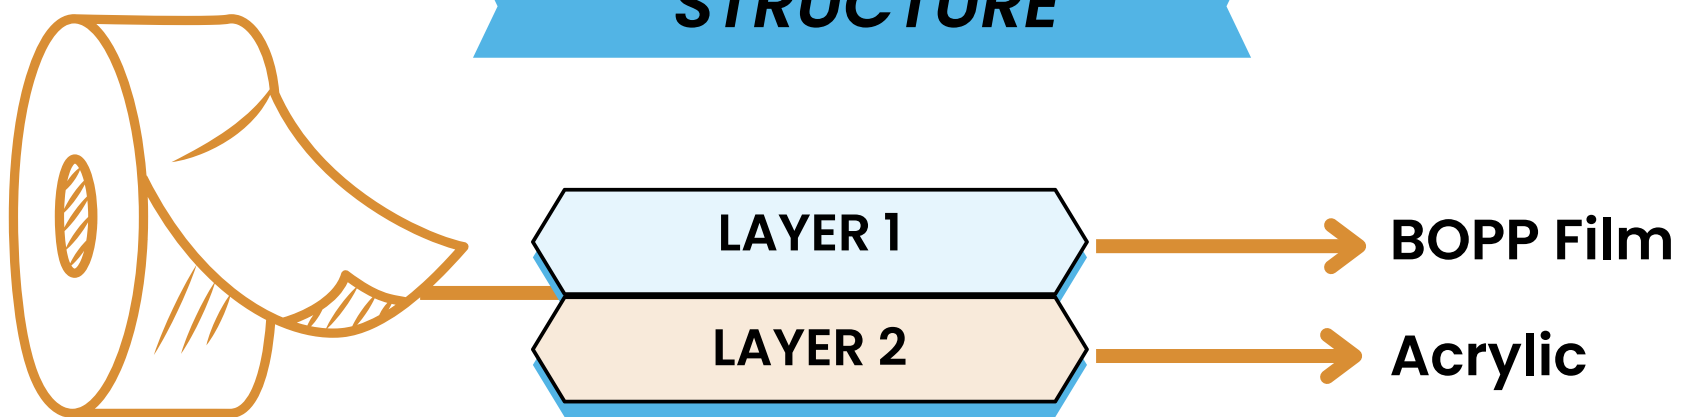 STRUCTURE
LAYER 1
BOPP Film
LAYER 2
Acrylic